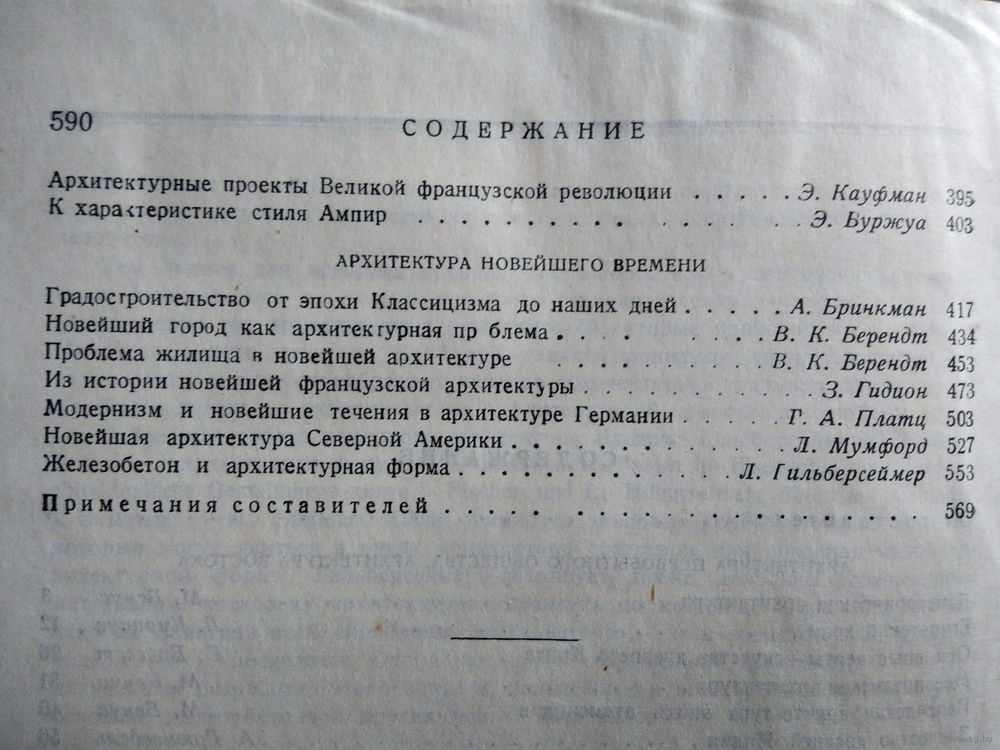 590
СОДЕРЖАНИЕ
Архитектурные проекты Великой французской революции . . . . . Э. Кауфман 395
К характеристике стиля Ампир . . . . . . . . . . . . . Э. Буржуа 403
АРХИТЕКТУРА НОВЕЙШЕГО ВРЕМЕНИ
Градостроительство от эпохи Классицизма до наших дней . . . . . А. Бринкман 417
Новейший город как архитектурная пр блема . . . . . . . . В. К. Берендт 434
Проблема жилища в новейшей архитектуре . . . . . . . . В. К. Берендт 453
Из истории новейшей французской архитектуры . . . . . . . . . . З. Гидион 473
Модернизм и новейшие течения в архитектуре Германии . . . . . Г. А. Платц 503
Новейшая архитектура Северной Америки . . . . . . . . . . . . Л. Мумфорд 527
Железобетон и архитектурная форма . . . . . . . . . . . . Л. Гильберсеймер 553
Примечания составителей . . . . . . . . . . . . . . . . . . . . 569
www.ay.by